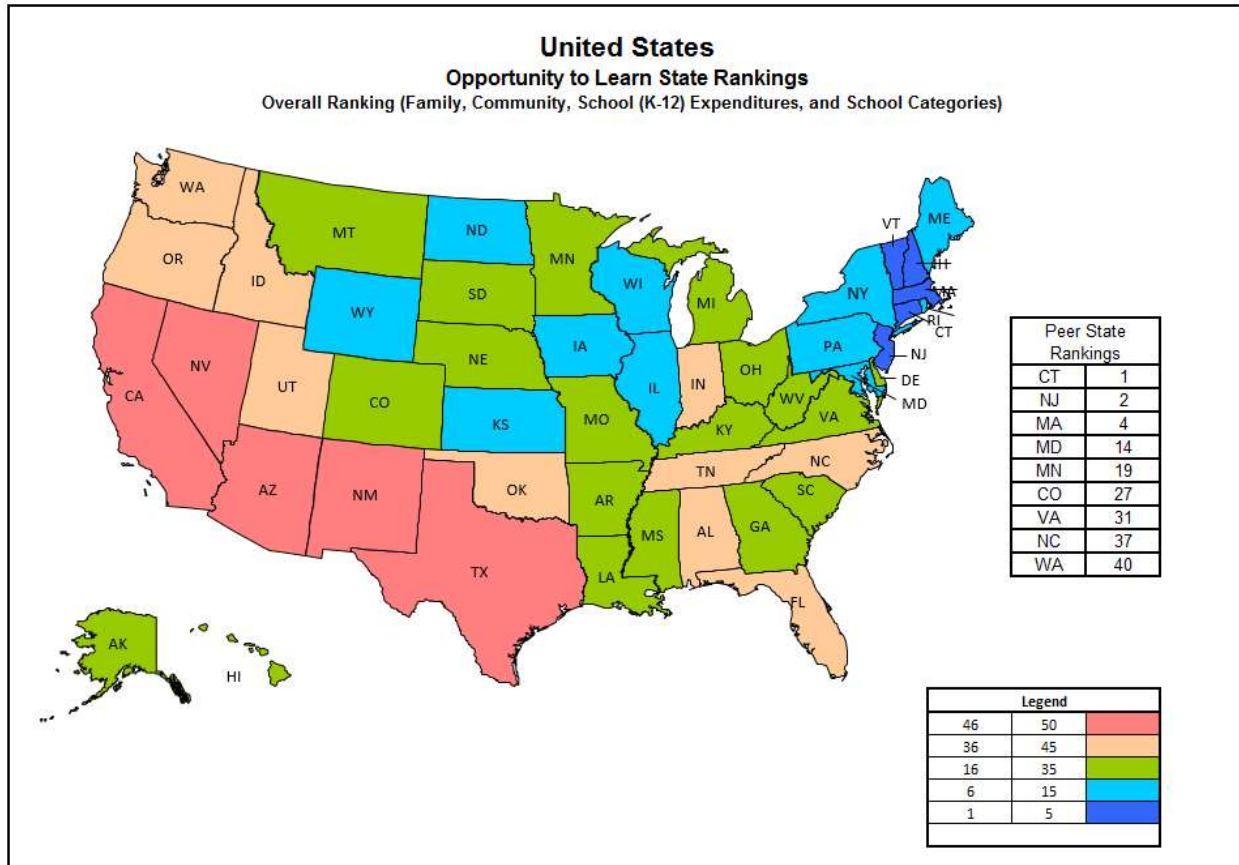 United States
Opportunity to Learn State Rankings
Overall Ranking (Family, Community, School (K-12) Expenditures, and School Categories)
WA
MT
ND
MN
VT
ME
OR
ID
SD
WI
MI
NH
WY
NY
MA
RI
CT
NE
IA
PA
NJ
NV
UT
IL
IN
OH
DE
CA
CO
KS
MO
WV
VA
MD
KY
TN
NC
AZ
NM
OK
AR
SC
MS
AL
GA
TX
LA
FL
AK
HI
Peer State
Rankings
CT 1
NJ 2
MA 4
MD 14
MN 19
CO 27
VA 31
NC 37
WA 40
Legend
46 50
36 45
16 35
6 15
1 5